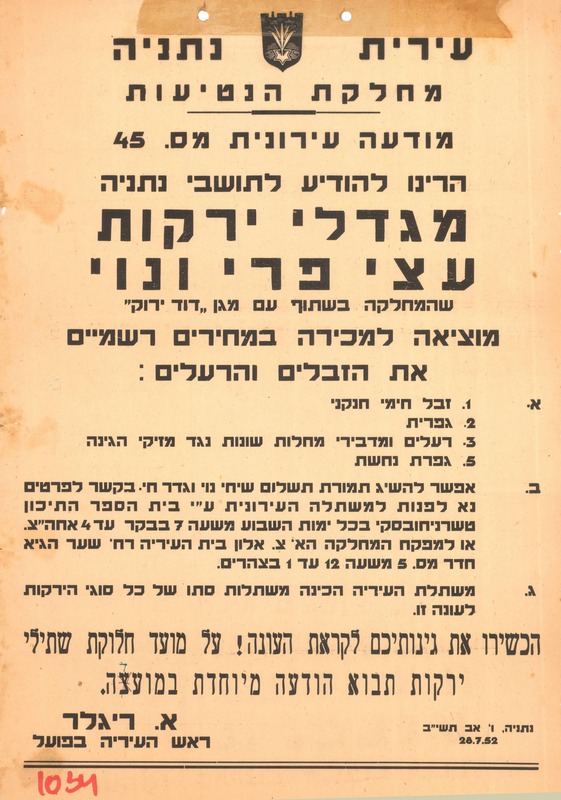 עירית נתניה
מחלקת הנטיעות
מודעה עירונית מס. 45
הרינו להודיע לתושבי נתניה
מגדלי ירקות
עצי פרי ונוי
שהמחלקה בשתוף עם מגן „דוד ירוק"
מוציאה למכירה במחירים רשמיים
את הזבלים והרעלים:
א. 1. זבל חימי חנקני
2. גפרית
3. רעלים ומדבירי מחלות שונות נגד מזיקי הגינה
5. גפרת נחשת
ב. אפשר להשיג תמורת תשלום שיחי נוי וגדר חי. בקשר לפרטים
נא לפנות למשתלה העירונית ע״י בית הספר התיכון
טשרניחובסקי בכל ימות השבוע משעה 7 בבקר עד 4 אחה״צ.
או למפקח המחלקה הא׳ צ. אלון בית העיריה רח׳ שער הגיא
חדר מס. 5 משעה 12 עד 1 בצהרים.
ג. משתלת העיריה הכינה משתלות סתו של כל סוגי הירקות
לעונה זו.
הכשירו את גינותיכם לקראת העונה! על מועד חלוקת שתילי
ירקות תבוא הודעה מיוחדת במועצה.
א. ריגלר
ראש העיריה בפועל
נתניה, ו׳ אב תשי״ב
28.7.52